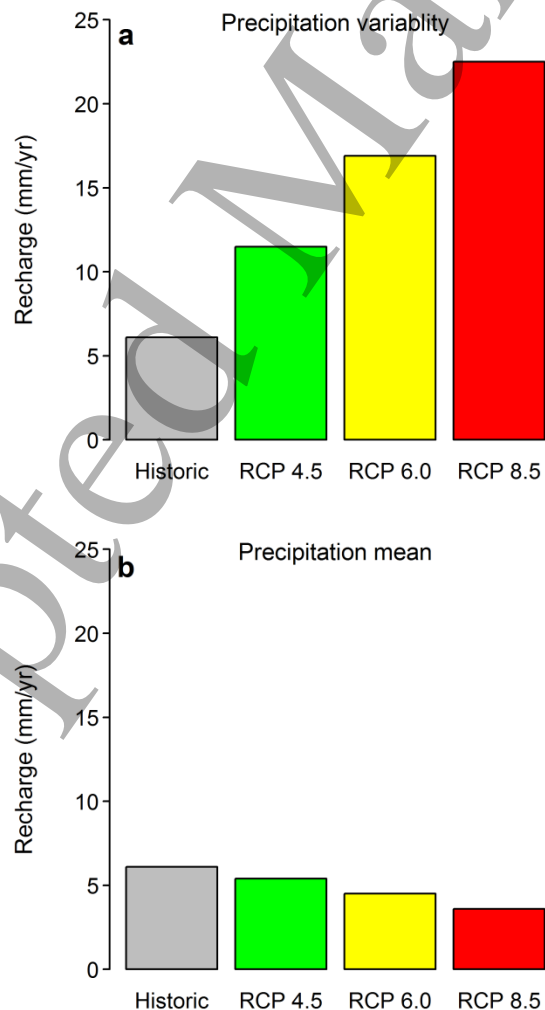 a
Precipitation variablity
25
20
15
10
5
0
Recharge (mm/yr)
Historic RCP 4.5 RCP 6.0 RCP 8.5
b
Precipitation mean
25
20
15
10
5
0
Recharge (mm/yr)
Historic RCP 4.5 RCP 6.0 RCP 8.5
pted Ma